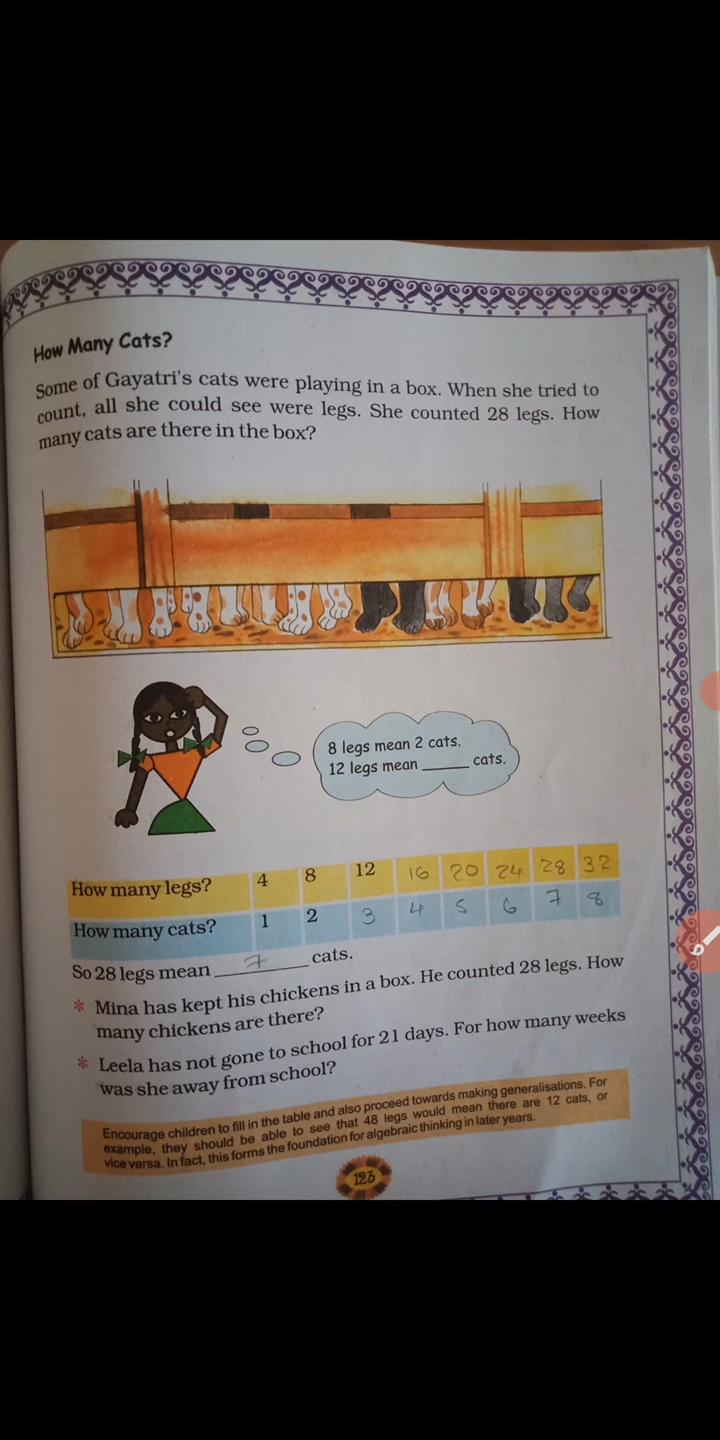 How Many Cats?
Some of Gayatri's cats were playing in a box. When she tried to
count, all she could see were legs. She counted 28 legs. How
many cats are there in the box?
8 legs mean 2 cats.
12 legs mean ______ cats.
How many legs? 4 8 12 16 20 24 28 32
How many cats? 1 2 3 4 5 6 7 8
So 28 legs mean 7 cats.
* Mina has kept his chickens in a box. He counted 28 legs. How
many chickens are there?
* Leela has not gone to school for 21 days. For how many weeks
was she away from school?
Encourage children to fill in the table and also proceed towards making generalisations. For
example, they should be able to see that 48 legs would mean there are 12 cats, or
vice versa. In fact, this forms the foundation for algebraic thinking in later years.
123